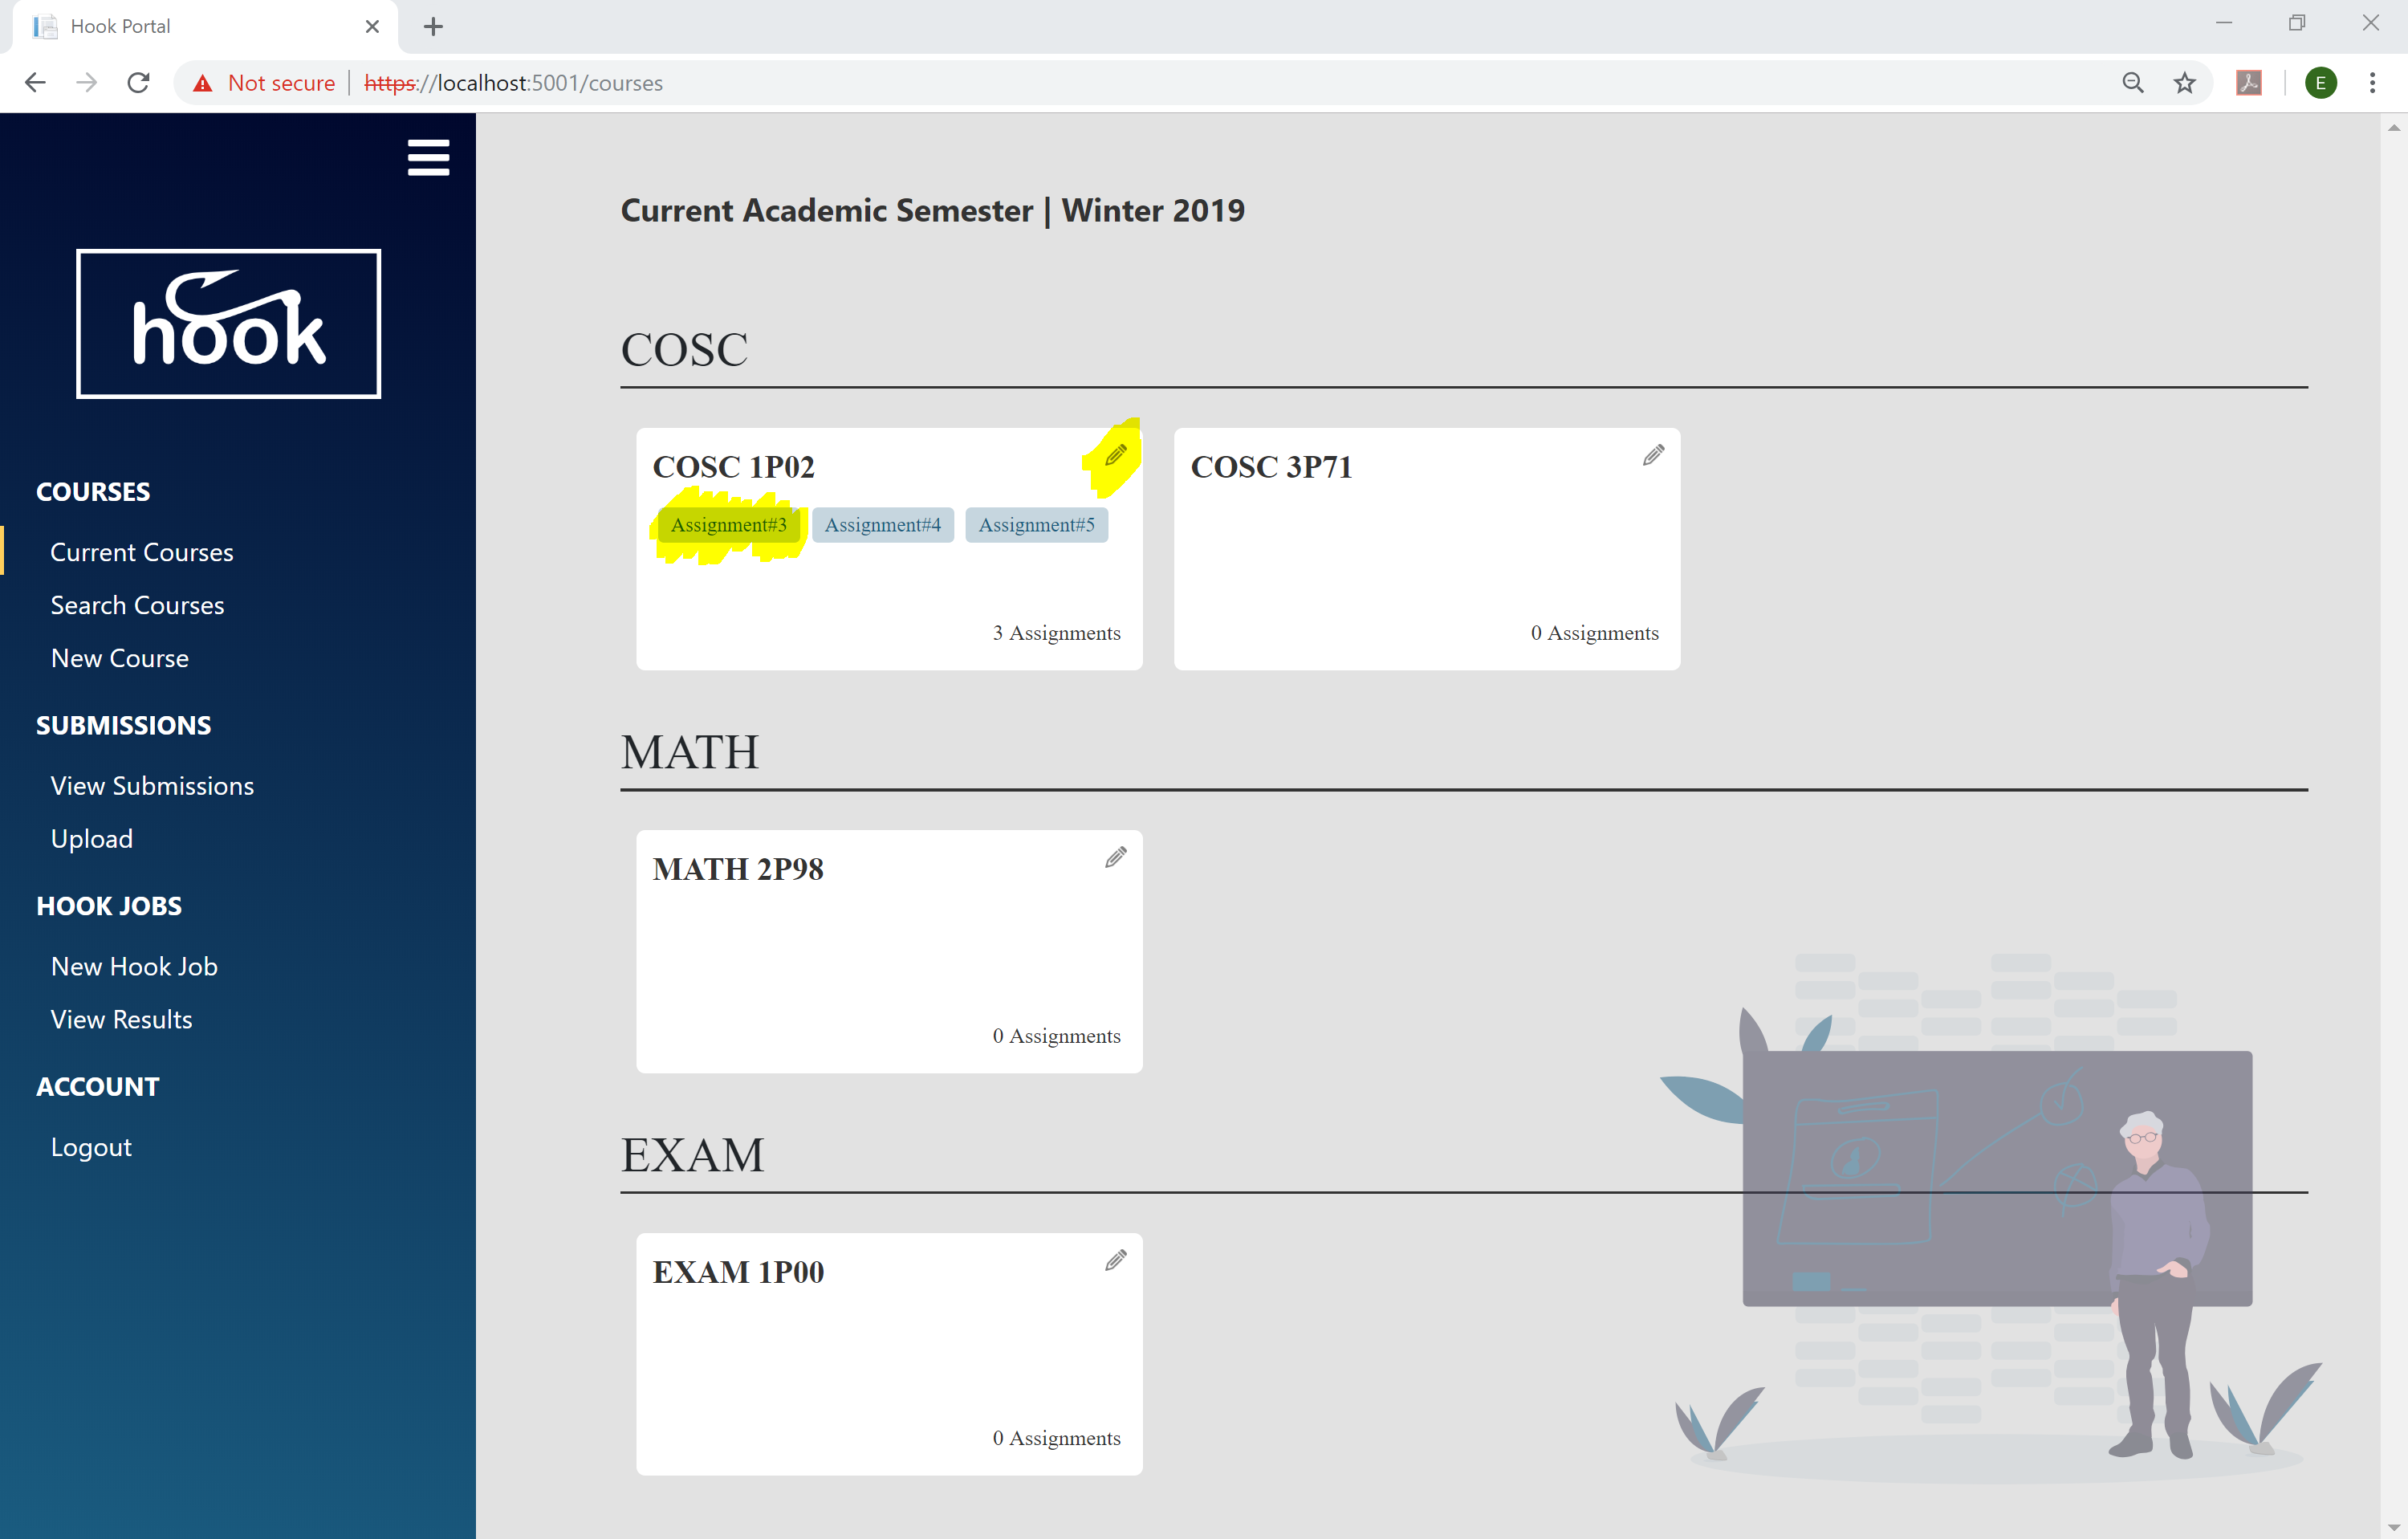 Hook Portal
Not secure | https://localhost:5001/courses
E
hook
COURSES
Current Courses
Search Courses
New Course
SUBMISSIONS
View Submissions
Upload
HOOK JOBS
New Hook Job
View Results
ACCOUNT
Logout
Current Academic Semester | Winter 2019
COSC
COSC 1P02
Assignment#3 Assignment#4 Assignment#5
3 Assignments
COSC 3P71
0 Assignments
MATH
MATH 2P98
0 Assignments
EXAM
EXAM 1P00
0 Assignments